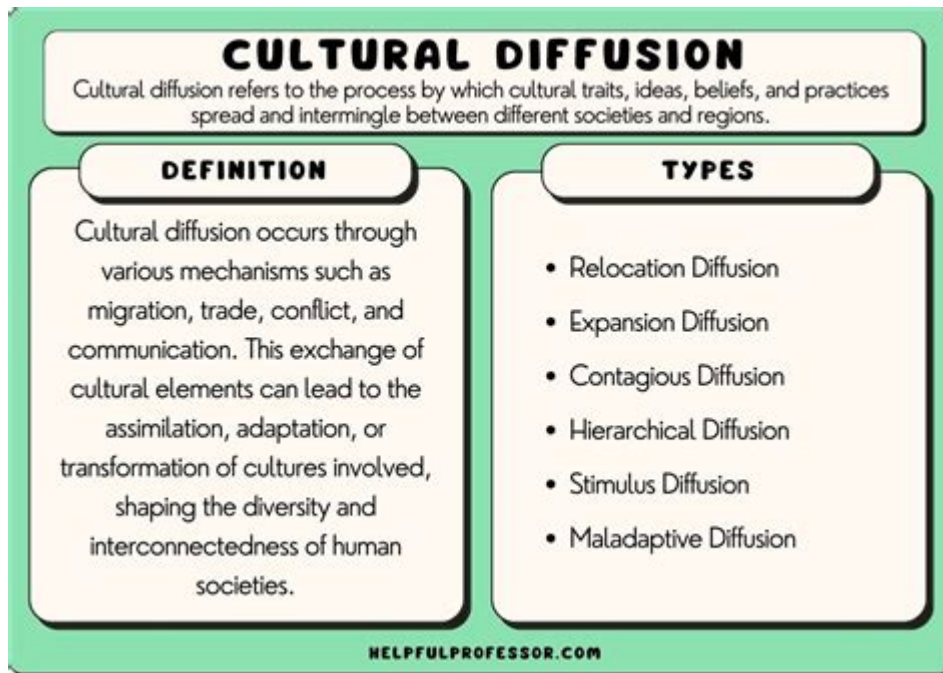 CULTURAL DIFFUSION
Cultural diffusion refers to the process by which cultural traits, ideas, beliefs, and practices
spread and intermingle between different societies and regions.
DEFINITION
Cultural diffusion occurs through
various mechanisms such as
migration, trade, conflict, and
communication. This exchange of
cultural elements can lead to the
assimilation, adaptation, or
transformation of cultures involved,
shaping the diversity and
interconnectedness of human
societies.
TYPES
• Relocation Diffusion
• Expansion Diffusion
• Contagious Diffusion
• Hierarchical Diffusion
• Stimulus Diffusion
• Maladaptive Diffusion
HELPFULPROFESSOR.COM